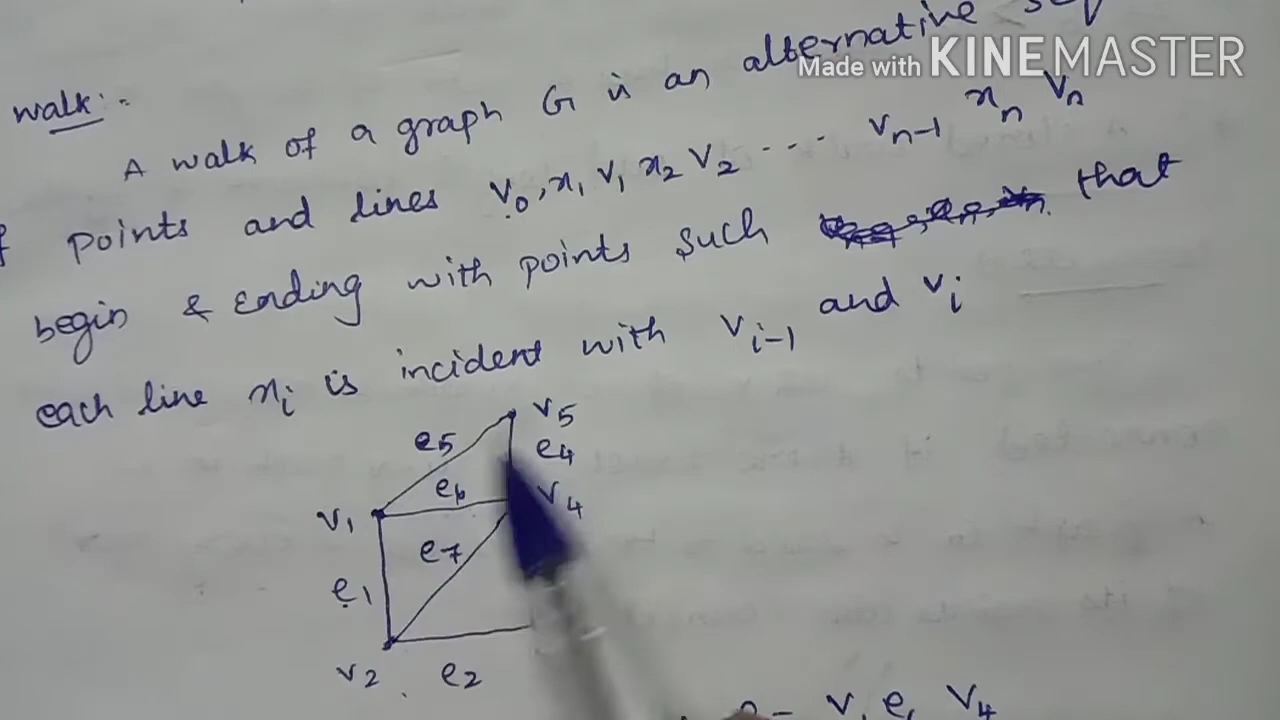 Made with KINEMASTER
walk:-
A walk of a graph G is an alternative
points and lines v0, x1 v1 x2 v2 ---- vn-1 xn vn
begin & ending with points such that
each line xi is incident with vi-1 and vi
v5
e5 e4
e6 v4
v1
e7
e1
v2 e2
v4